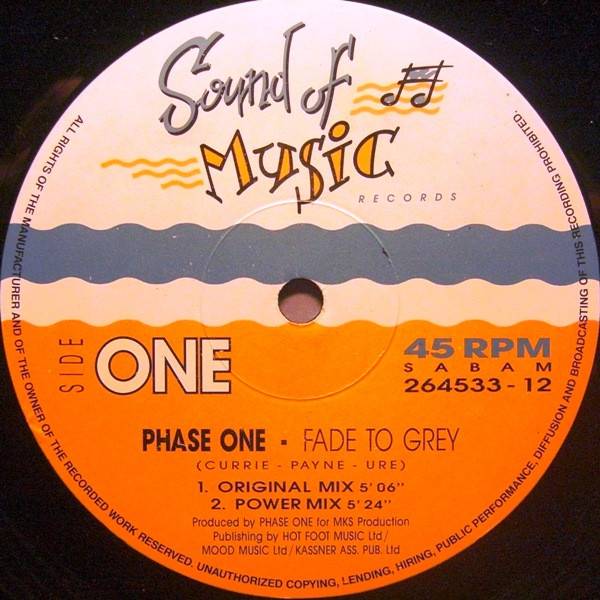 Sound of
Music
RECORDS
SIDE ONE
45 RPM
SABAM
264533-12
PHASE ONE - FADE TO GREY
(CURRIE - PAYNE - URE)
1. ORIGINAL MIX 5'06"
2. POWER MIX 5'24"
Produced by PHASE ONE for MKS Production
Publishing by HOT FOOT MUSIC Ltd/
MOOD MUSIC Ltd/KASSNER ASS. PUB. Ltd
ALL RIGHTS OF THE MANUFACTURER AND OF THE OWNER OF THE RECORDED WORK RESERVED. UNAUTHORIZED COPYING, LENDING, HIRING, PUBLIC PERFORMANCE, DIFFUSION AND BROADCASTING OF THIS RECORDING PROHIBITED.